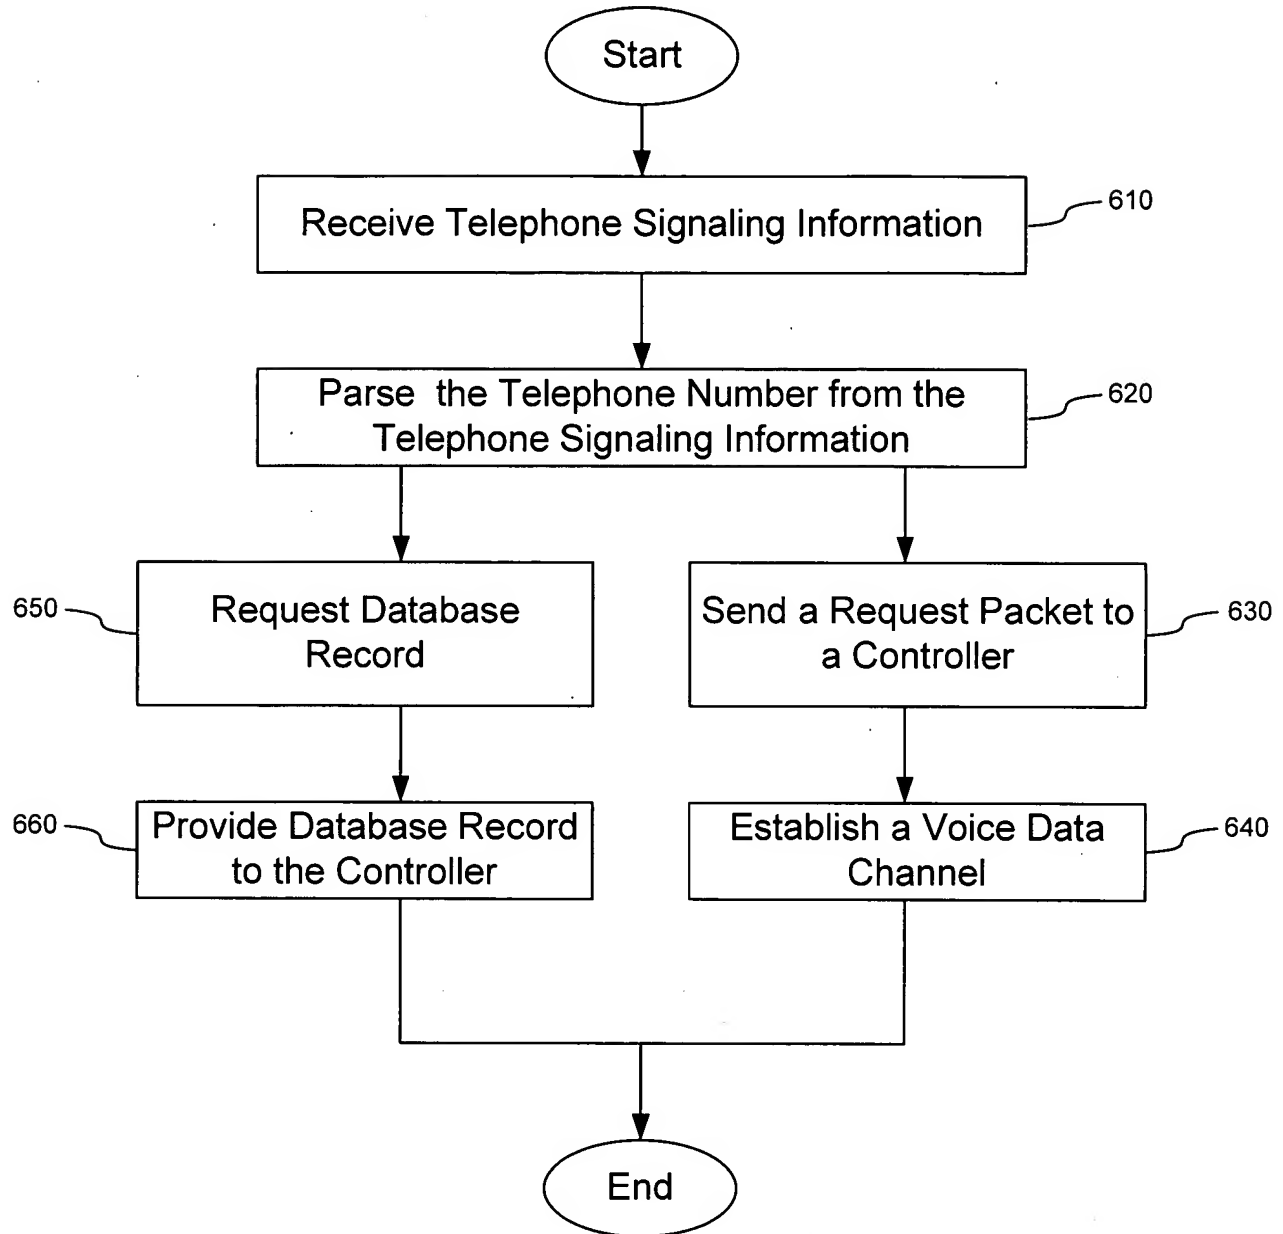 Start
Receive Telephone Signaling Information
610
Parse the Telephone Number from the
Telephone Signaling Information
620
650
Request Database
Record
Send a Request Packet to
a Controller
630
660
Provide Database Record
to the Controller
Establish a Voice Data
Channel
640
End